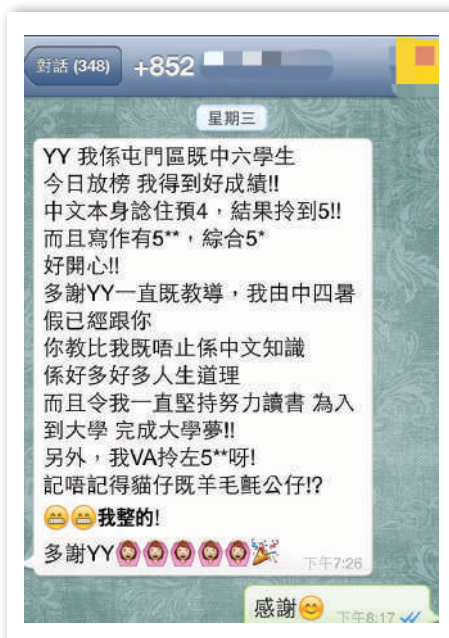 對話 (348) +852
星期三
YY 我係屯門區既中六學生
今日放榜 我得到好成績!!
中文本身諗住預4，結果拎到5!!
而且寫作有5**，綜合5*
好開心!!
多謝YY一直既教導，我由中四暑
假已經跟你
你教比我既唔止係中文知識
係好多好多人生道理
而且令我一直堅持努力讀書 為入
到大學 完成大學夢!!
另外，我VA拎左5**呀!
記唔記得貓仔既羊毛氈公仔!?
😁😁我整的!
多謝YY🙆🙆🙆🙆🙆🎉
下午7:26
感謝😊
下午8:17